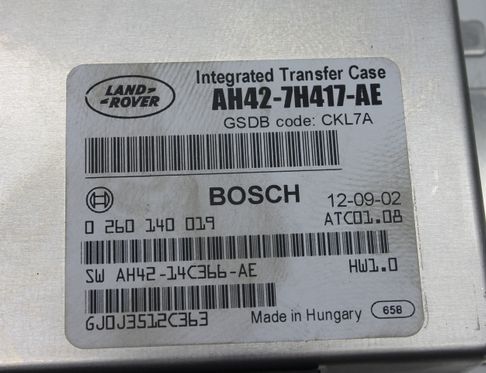 LAND-
-ROVER
Integrated Transfer Case
AH42-7H417-AE
GSDB code: CKL7A
BOSCH 12-09-02
0 260 140 019 ATC01.08
SW AH42-14C366-AE HW1.0
GJ0J3512C363
Made in Hungary 658